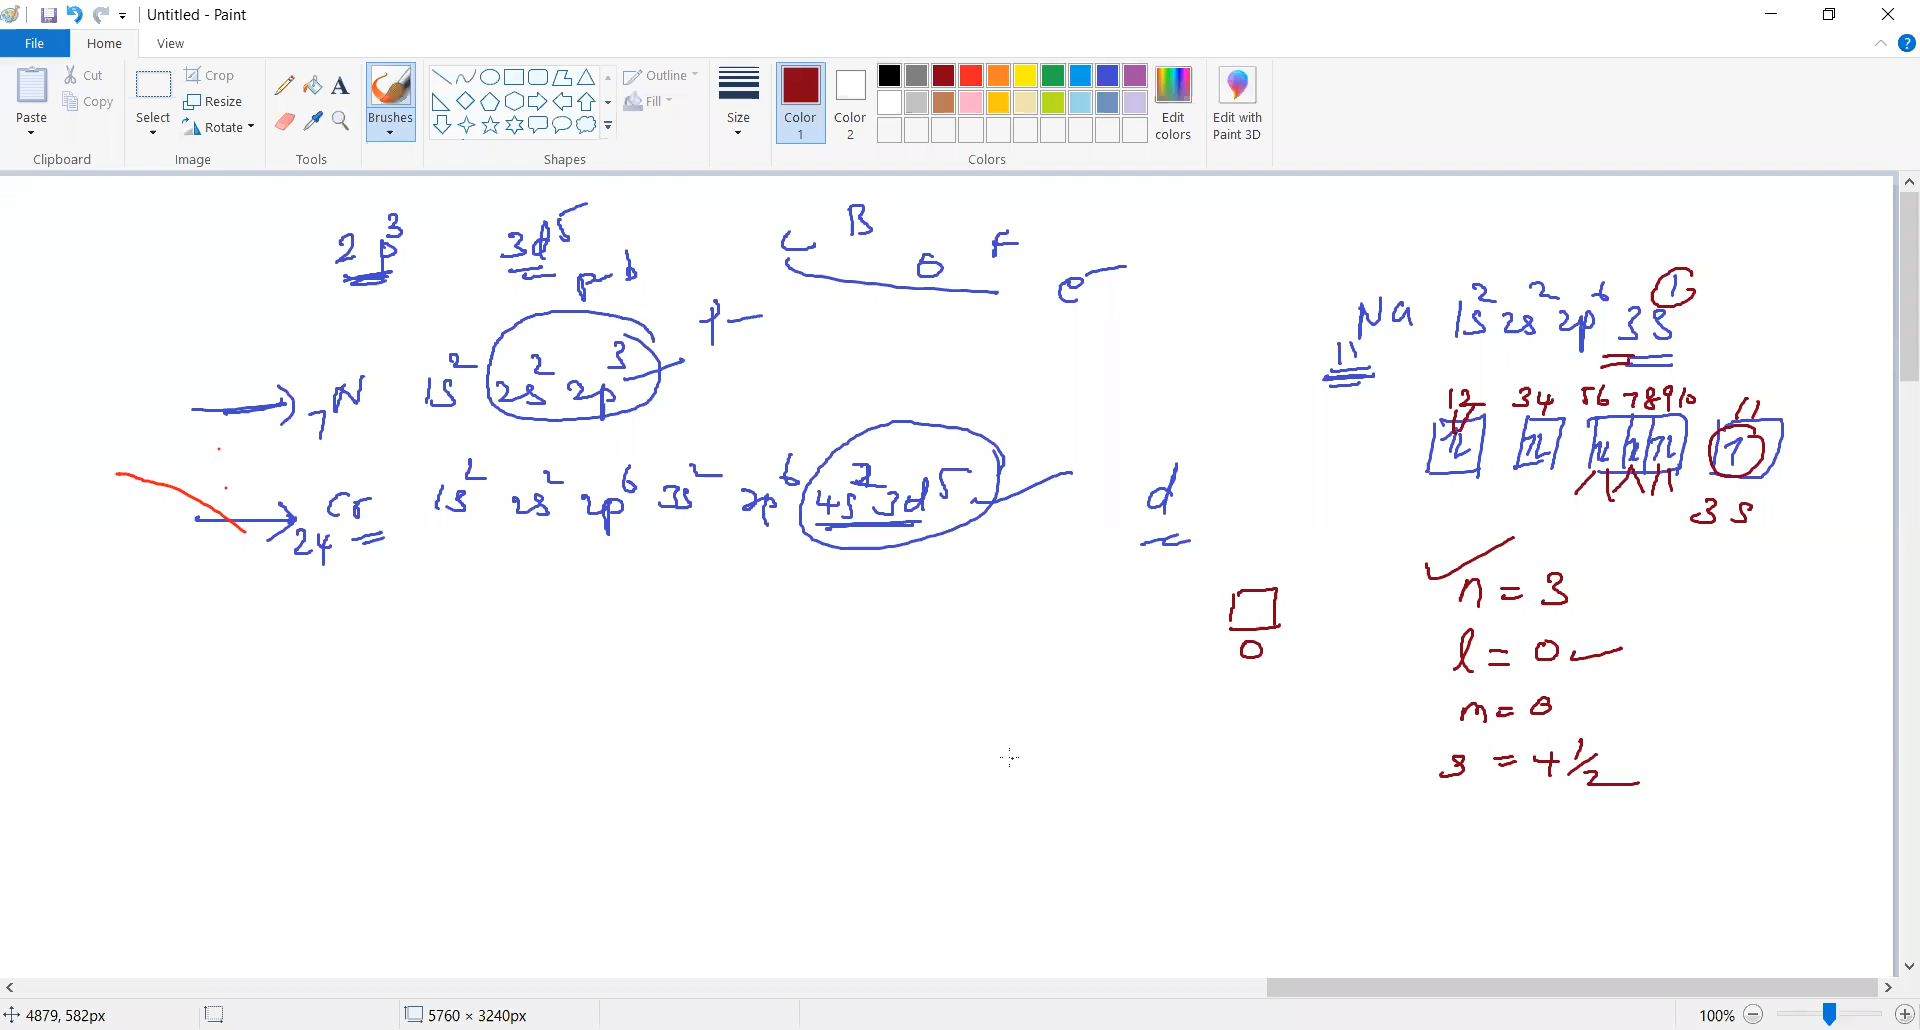 Untitled - Paint
File Home View
Cut
Copy
Paste
Clipboard
Crop
Resize
Rotate
Select
Image
Tools
Brushes
Outline
Fill
Shapes
Size
Color 1
Color 2
Colors
Edit colors
Edit with Paint 3D
2p³ 3d⁵
p-b
C B O F
e⁻
p-
₇N 1s² 2s² 2p³
₂₄Cr 1s² 2s² 2p⁶ 3s² 3p⁶ 4s 3d⁵
d
Na 1s² 2s² 2p⁶ 3s¹
11
12 34 56 78910 11
3s
n = 3
l = 0
m = 0
s = +1/2
0
4879, 582px
5760 × 3240px
100%